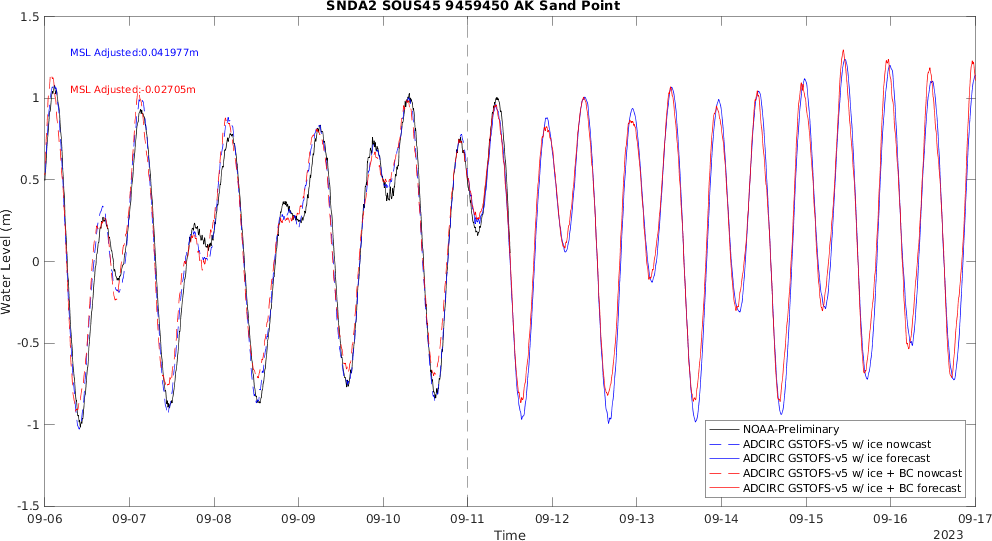 SNDA2 SOUS45 9459450 AK Sand Point
1.5
MSL Adjusted:0.041977m
MSL Adjusted:-0.02705m
1
0.5
0
-0.5
-1
-1.5
Water Level (m)
NOAA-Preliminary
ADCIRC GSTOFS-v5 w/ ice nowcast
ADCIRC GSTOFS-v5 w/ ice forecast
ADCIRC GSTOFS-v5 w/ ice + BC nowcast
ADCIRC GSTOFS-v5 w/ ice + BC forecast
09-06 09-07 09-08 09-09 09-10 09-11 09-12 09-13 09-14 09-15 09-16 09-17
Time
2023